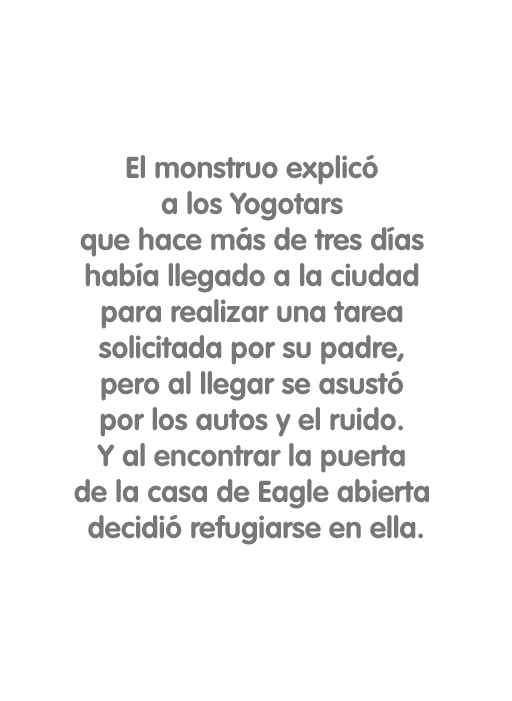 El monstruo explicó
a los Yogotars
que hace más de tres días
había llegado a la ciudad
para realizar una tarea
solicitada por su padre,
pero al llegar se asustó
por los autos y el ruido.
Y al encontrar la puerta
de la casa de Eagle abierta
decidió refugiarse en ella.